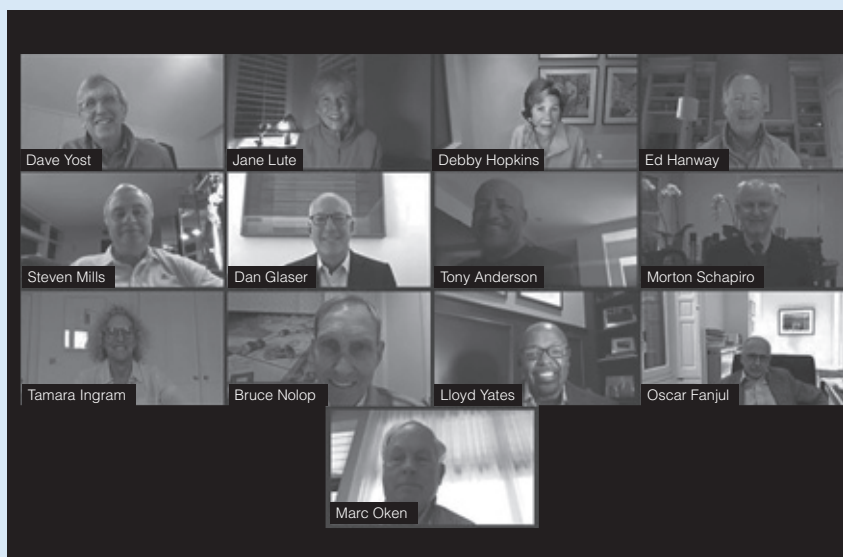 Dave Yost
Jane Lute
Debby Hopkins
Ed Hanway
Steven Mills
Dan Glaser
Tony Anderson
Morton Schapiro
Tamara Ingram
Bruce Nolop
Lloyd Yates
Oscar Fanjul
Marc Oken